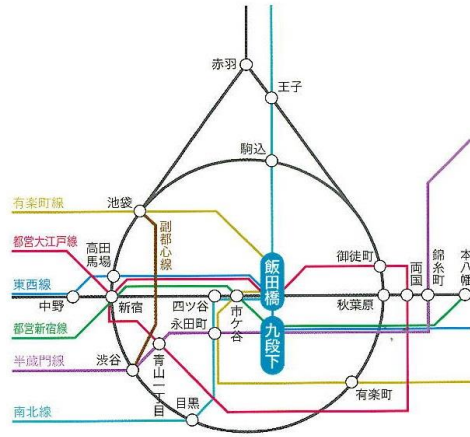 赤羽
王子
駒込
有楽町線
池袋
副都心線
都営大江戸線
高田
馬場
飯田橋
御徒町
両国
錦糸町
本八幡
東西線
中野
新宿
四ツ谷
市ケ谷
秋葉原
都営新宿線
永田町
九段下
半蔵門線
渋谷
青山一丁目
有楽町
目黒
南北線